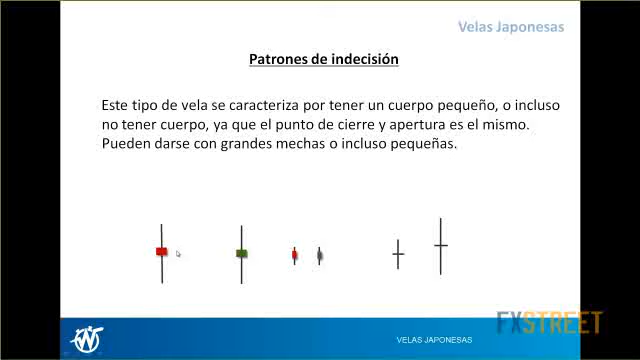 Velas Japonesas
Patrones de indecisión
Este tipo de vela se caracteriza por tener un cuerpo pequeño, o incluso
no tener cuerpo, ya que el punto de cierre y apertura es el mismo.
Pueden darse con grandes mechas o incluso pequeñas.
FXSTREET
VELAS JAPONESAS